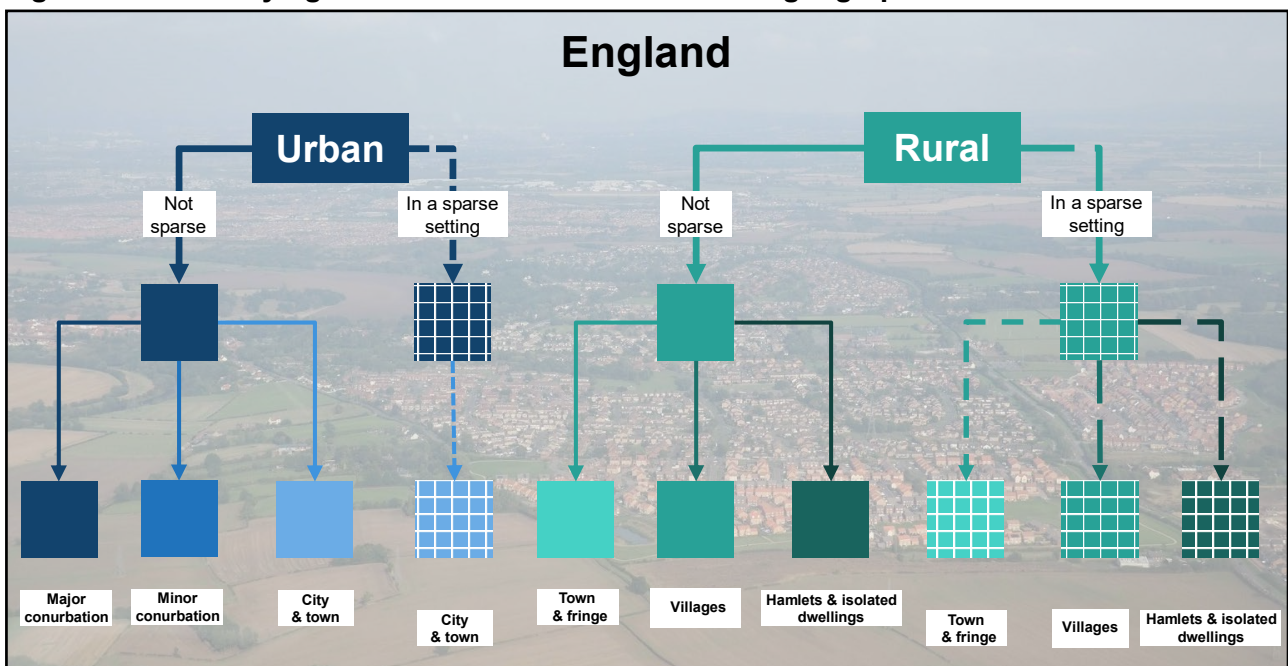 England
Urban
Rural
Not
sparse
In a sparse
setting
Not
sparse
In a sparse
setting
Major
conurbation
Minor
conurbation
City
& town
City
& town
Town
& fringe
Villages
Hamlets & isolated
dwellings
Town
& fringe
Villages
Hamlets & isolated
dwellings